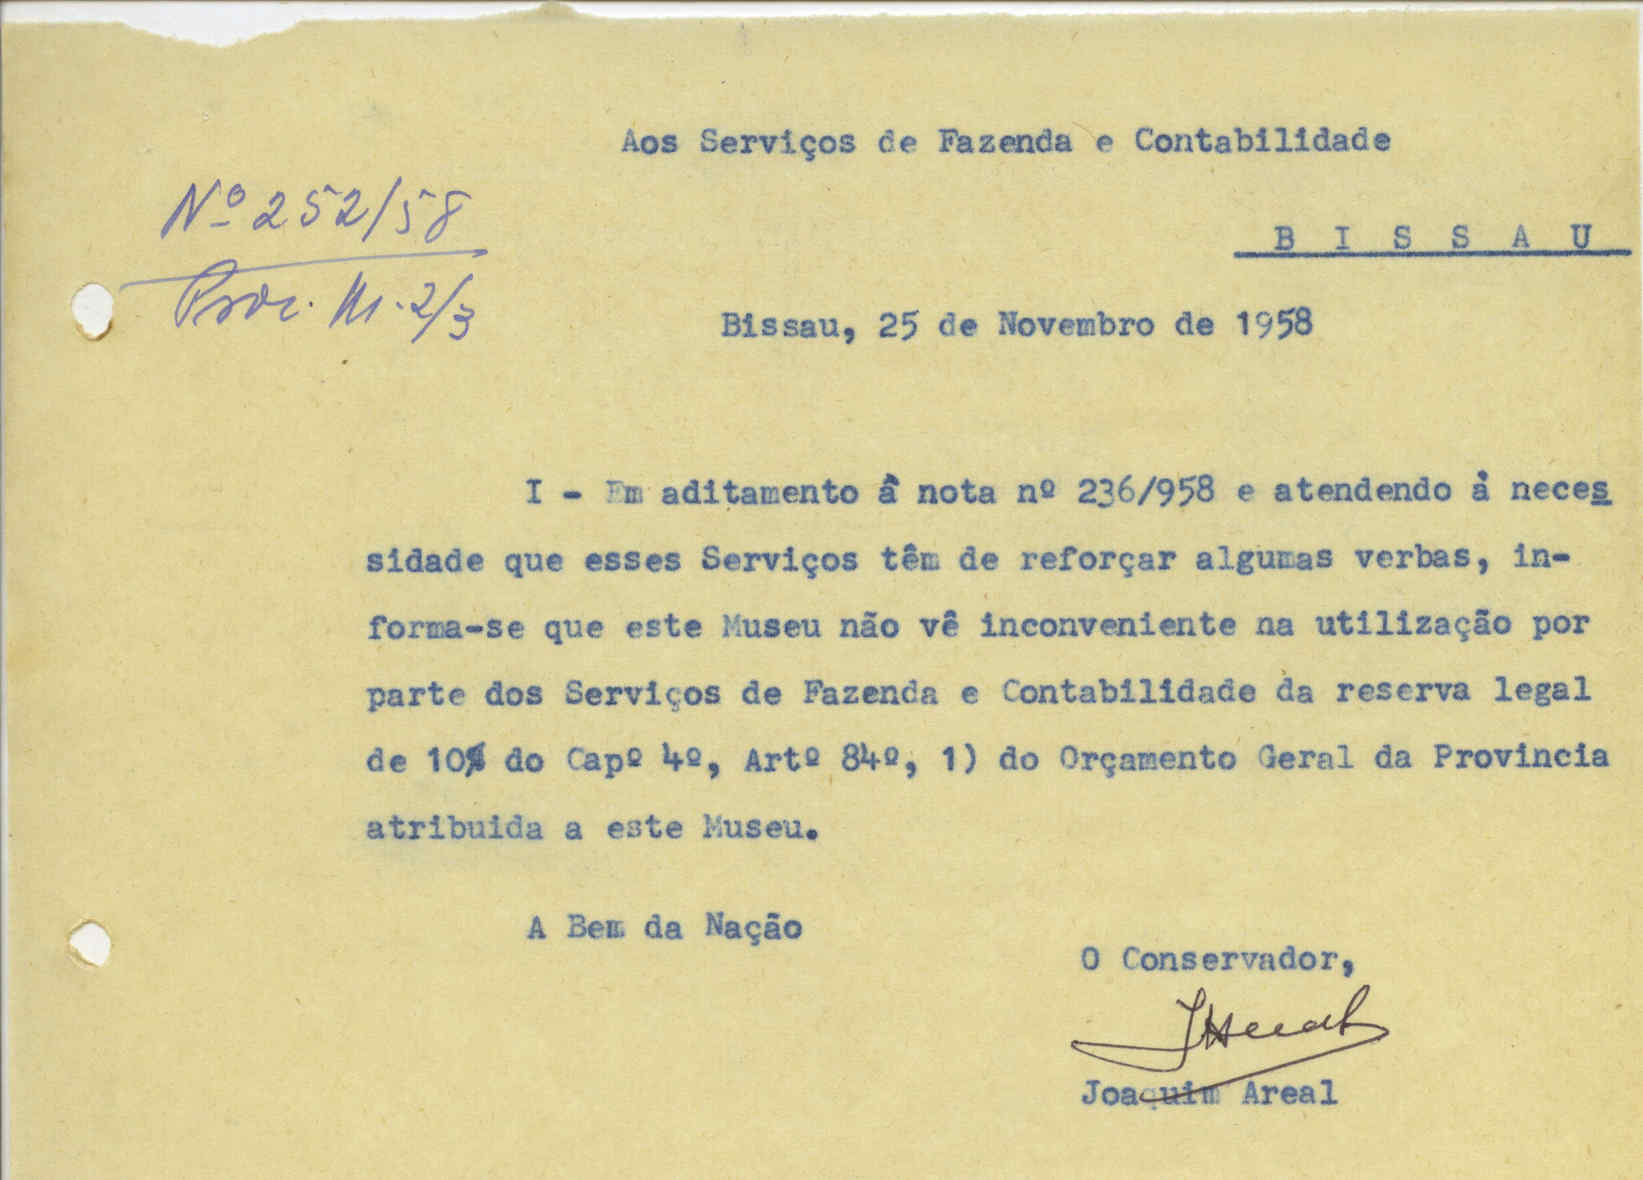 Aos Serviços de Fazenda e Contabilidade
Nº 252/58
B I S S A U
Proc. M-2/3
Bissau, 25 de Novembro de 1958
I - Em aditamento à nota nº 236/958 e atendendo à neces
sidade que esses Serviços têm de reforçar algumas verbas, in-
forma-se que este Museu não vê inconveniente na utilização por
parte dos Serviços de Fazenda e Contabilidade da reserva legal
de 10% do Capº 4º, Artº 84º, 1) do Orçamento Geral da Provincia
atribuida a este Museu.
A Bem da Nação
O Conservador,
Joaquim Areal